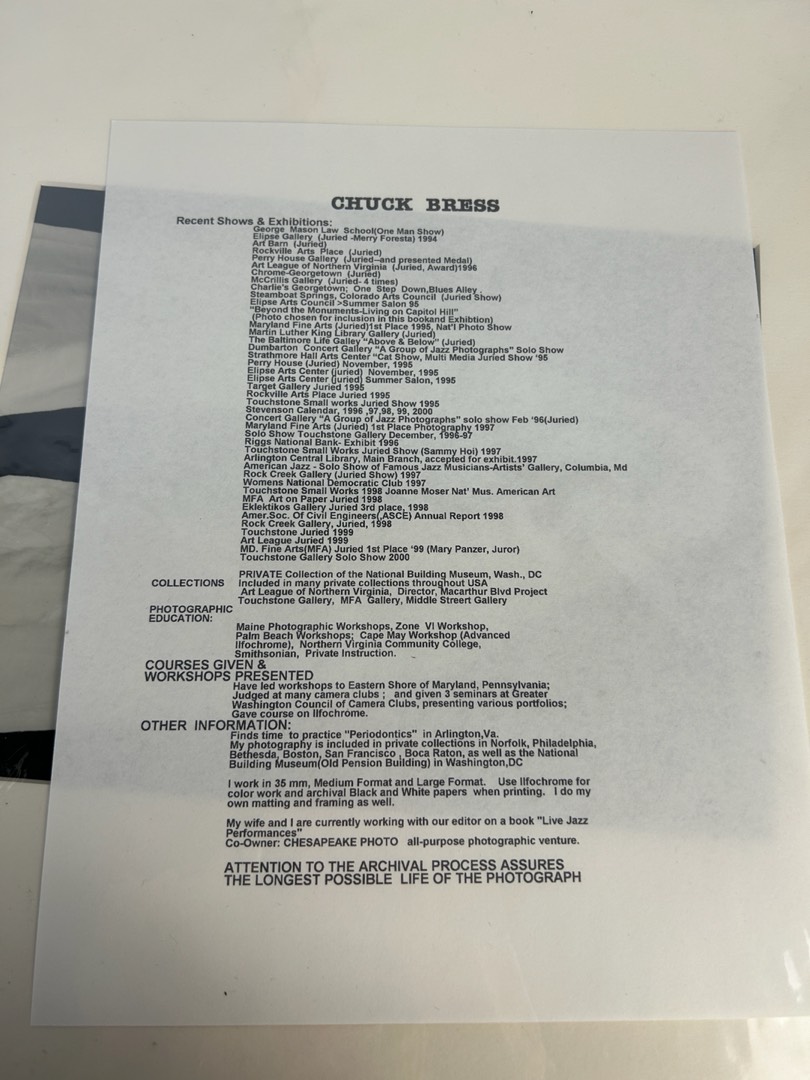 CHUCK BRESS
Recent Shows & Exhibitions:
George Mason Law School(One Man Show)
Elipse Gallery (Juried -Merry Foresta) 1994
Art Barn (Juried)
Rockville Arts Place (Juried)
Perry House Gallery (Juried–and presented Medal)
Art League of Northern Virginia (Juried, Award)1996
Chrome-Georgetown (Juried)
McCrillis Gallery (Juried- 4 times)
Charlie's Georgetown; One Step Down,Blues Alley .
Steamboat Springs, Colorado Arts Council (Juried Show)
Elipse Arts Council >Summer Salon 95
"Beyond the Monuments-Living on Capitol Hill"
(Photo chosen for inclusion in this bookand Exhibtion)
Maryland Fine Arts (Juried)1st Place 1995, Nat'l Photo Show
Martin Luther King Library Gallery (Juried)
The Baltimore Life Galley "Above & Below" (Juried)
Dumbarton Concert Gallery "A Group of Jazz Photographs" Solo Show
Strathmore Hall Arts Center "Cat Show, Multi Media Juried Show '95
Perry House (Juried) November, 1995
Elipse Arts Center (juried) November, 1995
Elipse Arts Center (juried) Summer Salon, 1995
Target Gallery Juried 1995
Rockville Arts Place Juried 1995
Touchstone Small works Juried Show 1995
Stevenson Calendar, 1996 ,97,98, 99, 2000
Concert Gallery "A Group of Jazz Photographs" solo show Feb '96(Juried)
Maryland Fine Arts (Juried) 1st Place Photography 1997
Solo Show Touchstone Gallery December, 1996-97
Riggs National Bank- Exhibit 1996
Touchstone Small Works Juried Show (Sammy Hoi) 1997
Arlington Central Library, Main Branch, accepted for exhibit.1997
American Jazz - Solo Show of Famous Jazz Musicians-Artists' Gallery, Columbia, Md
Rock Creek Gallery (Juried Show) 1997
Womens National Democratic Club 1997
Touchstone Small Works 1998 Joanne Moser Nat' Mus. American Art
MFA Art on Paper Juried 1998
Eklektikos Gallery Juried 3rd place, 1998
Amer.Soc. Of Civil Engineers(,ASCE) Annual Report 1998
Rock Creek Gallery, Juried, 1998
Touchstone Juried 1999
Art League Juried 1999
MD. Fine Arts(MFA) Juried 1st Place '99 (Mary Panzer, Juror)
Touchstone Gallery Solo Show 2000
PRIVATE Collection of the National Building Museum, Wash., DC
COLLECTIONS Included in many private collections throughout USA
Art League of Northern Virginia, Director, Macarthur Blvd Project
Touchstone Gallery, MFA Gallery, Middle Streert Gallery
PHOTOGRAPHIC
EDUCATION:
Maine Photographic Workshops, Zone VI Workshop,
Palm Beach Workshops; Cape May Workshop (Advanced
Ilfochrome), Northern Virginia Community College,
Smithsonian, Private Instruction.
COURSES GIVEN &
WORKSHOPS PRESENTED
Have led workshops to Eastern Shore of Maryland, Pennsylvania;
Judged at many camera clubs ; and given 3 seminars at Greater
Washington Council of Camera Clubs, presenting various portfolios;
Gave course on Ilfochrome.
OTHER INFORMATION:
Finds time to practice "Periodontics" in Arlington,Va.
My photography is included in private collections in Norfolk, Philadelphia,
Bethesda, Boston, San Francisco , Boca Raton, as well as the National
Building Museum(Old Pension Building) in Washington,DC
I work in 35 mm, Medium Format and Large Format. Use Ilfochrome for
color work and archival Black and White papers when printing. I do my
own matting and framing as well.
My wife and I are currently working with our editor on a book "Live Jazz
Performances"
Co-Owner: CHESAPEAKE PHOTO all-purpose photographic venture.
ATTENTION TO THE ARCHIVAL PROCESS ASSURES
THE LONGEST POSSIBLE LIFE OF THE PHOTOGRAPH